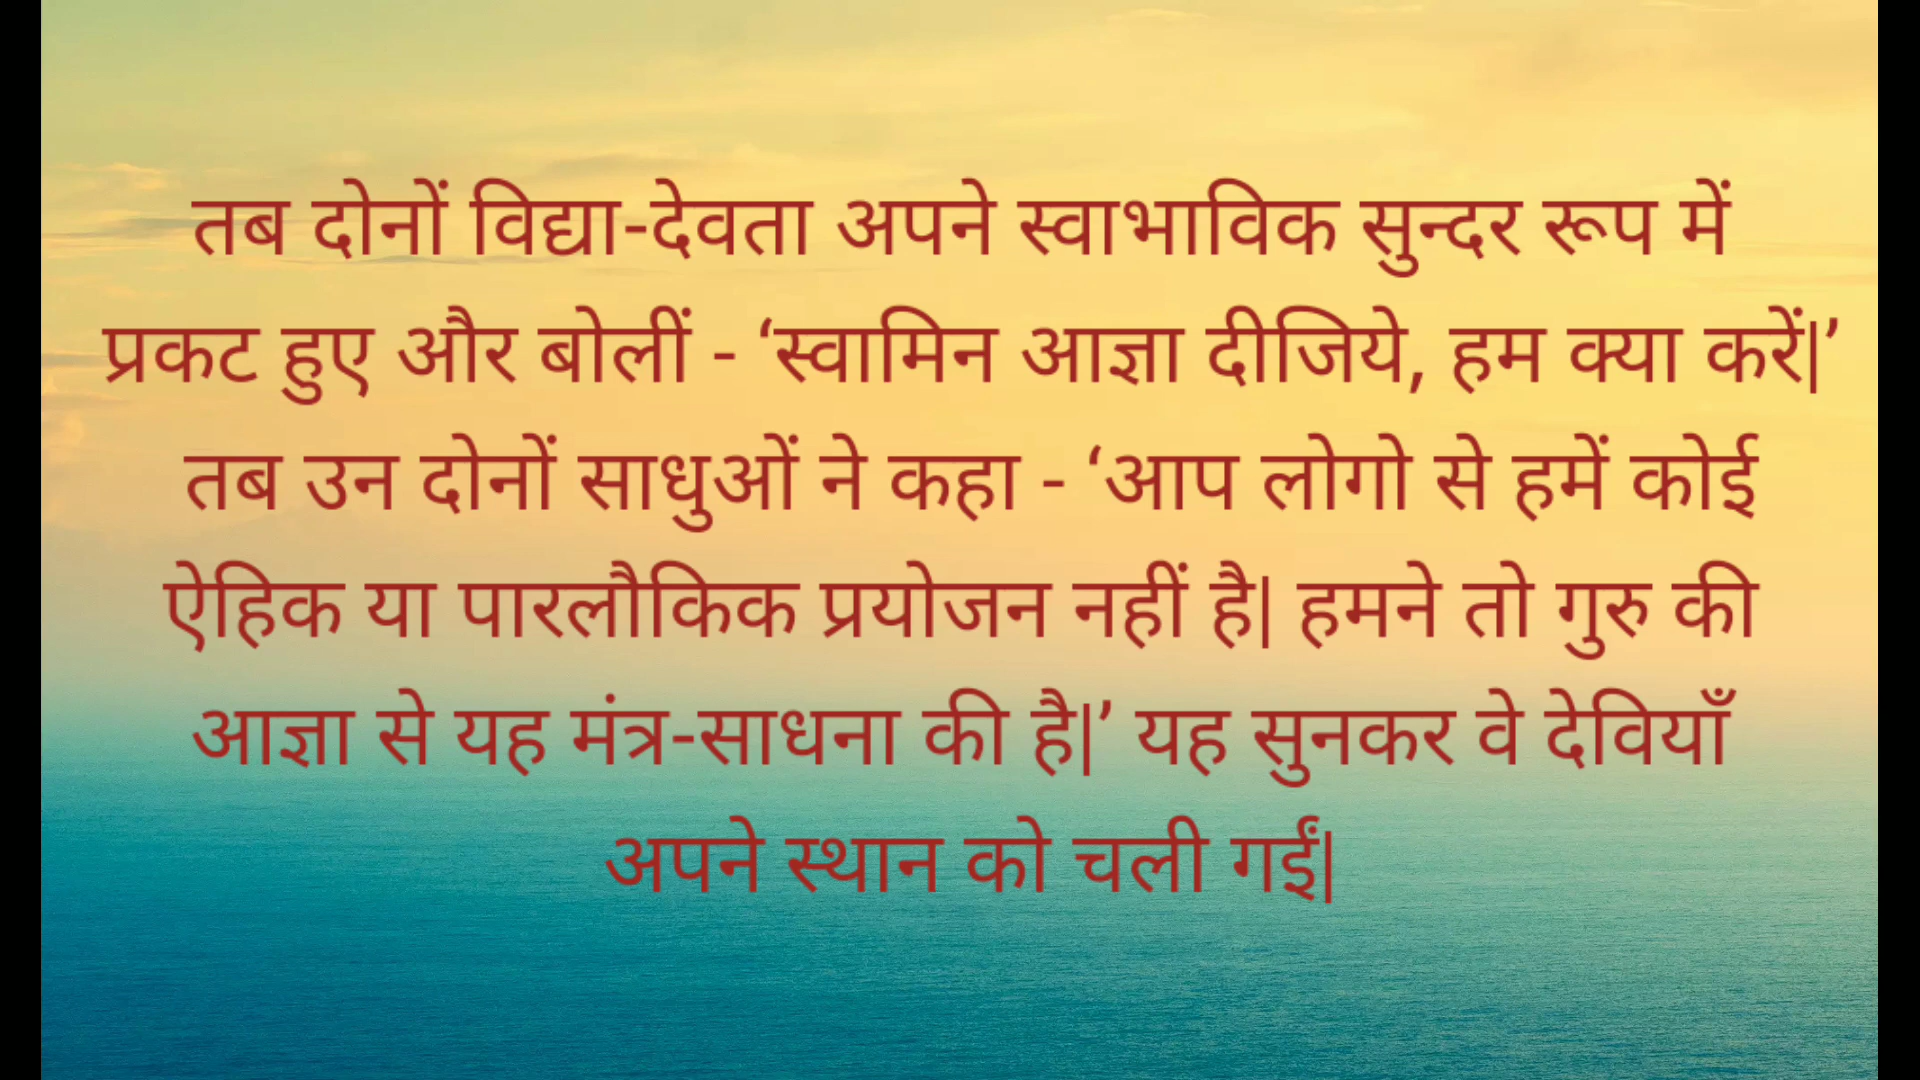 तब दोनों विद्या-देवता अपने स्वाभाविक सुन्दर रूप में
प्रकट हुए और बोलीं - ‘स्वामिन आज्ञा दीजिये, हम क्या करें|’
तब उन दोनों साधुओं ने कहा - ‘आप लोगो से हमें कोई
ऐहिक या पारलौकिक प्रयोजन नहीं है| हमने तो गुरु की
आज्ञा से यह मंत्र-साधना की है|’ यह सुनकर वे देवियाँ
अपने स्थान को चली गईं|